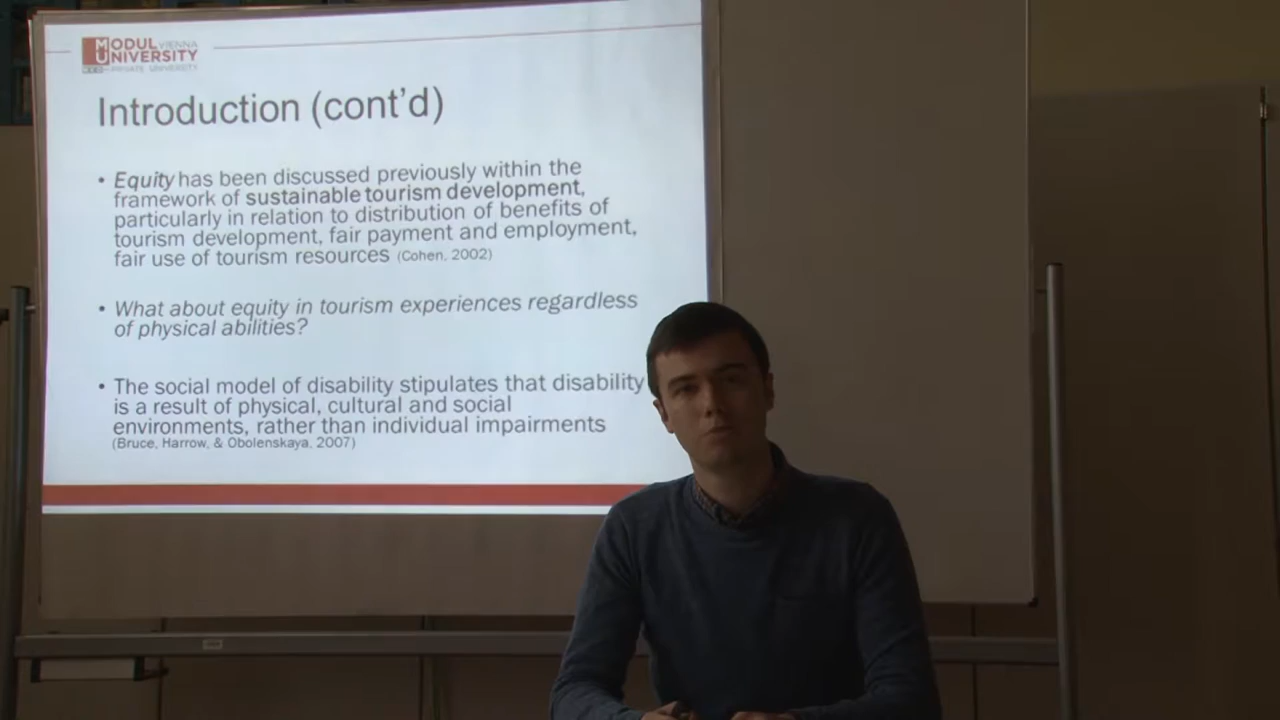 MODUL VIENNA
UNIVERSITY
PRIVATE UNIVERSITY
Introduction (cont'd)
• Equity has been discussed previously within the
framework of sustainable tourism development,
particularly in relation to distribution of benefits of
tourism development, fair payment and employment,
fair use of tourism resources (Cohen, 2002)
• What about equity in tourism experiences regardless
of physical abilities?
• The social model of disability stipulates that disability
is a result of physical, cultural and social
environments, rather than individual impairments
(Bruce, Harrow, & Obolenskaya, 2007)